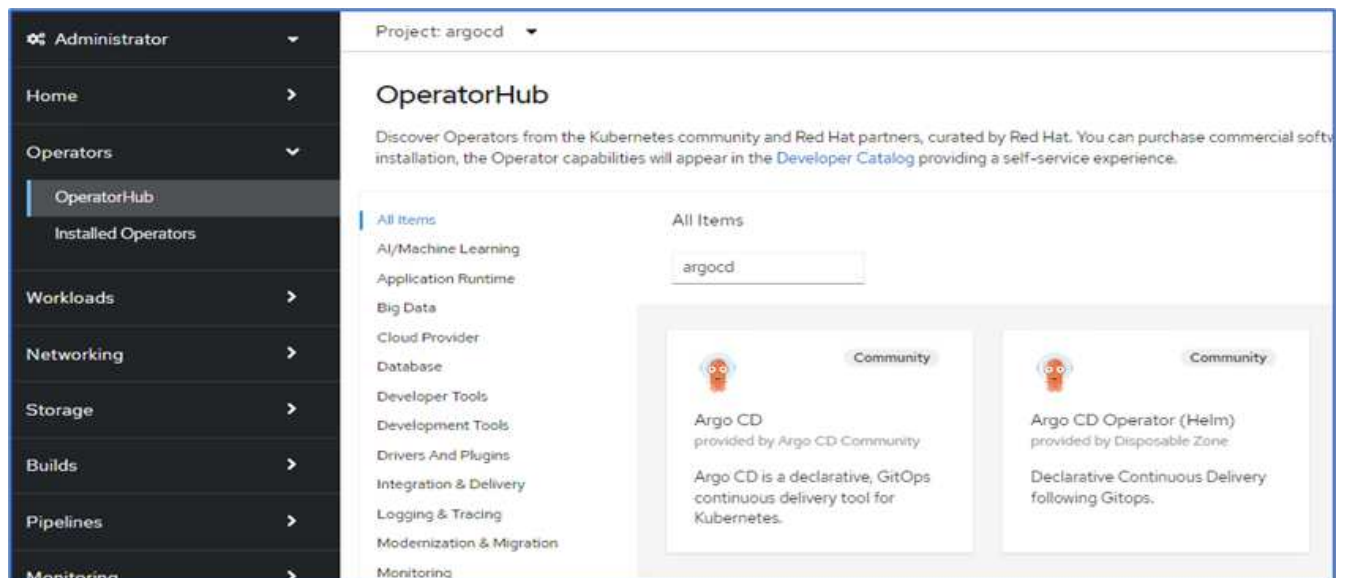 Administrator
Home
Operators
OperatorHub
Installed Operators
Workloads
Networking
Storage
Builds
Pipelines
Monitoring
Project: argocd
OperatorHub
Discover Operators from the Kubernetes community and Red Hat partners, curated by Red Hat. You can purchase commercial softw
installation, the Operator capabilities will appear in the Developer Catalog providing a self-service experience.
All Items
AI/Machine Learning
Application Runtime
Big Data
Cloud Provider
Database
Developer Tools
Development Tools
Drivers And Plugins
Integration & Delivery
Logging & Tracing
Modernization & Migration
Monitoring
All Items
argocd
Community
Argo CD
provided by Argo CD Community
Argo CD is a declarative, GitOps
continuous delivery tool for
Kubernetes.
Community
Argo CD Operator (Helm)
provided by Disposable Zone
Declarative Continuous Delivery
following Gitops.